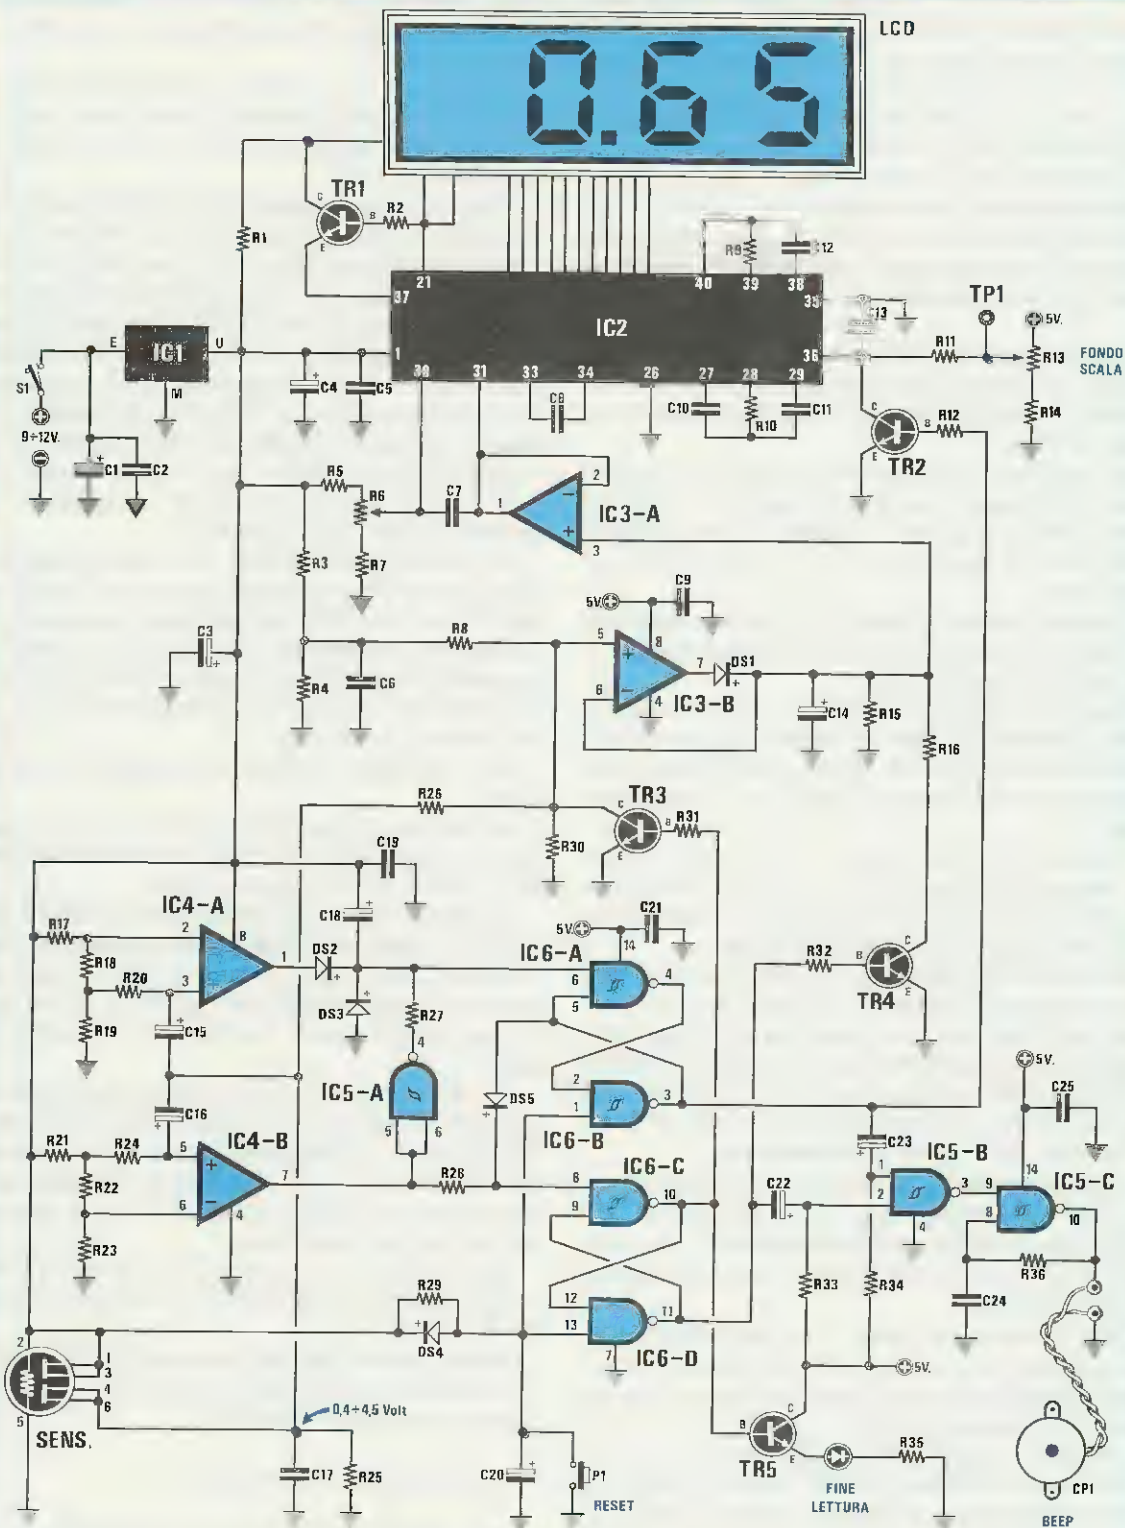 LCD
0.65
TR1
C
B
E
R2
R1
21
37
40
39
38
35
36
IC2
R9
C12
C13
TP1
5V.
R11
R13
FONDO
SCALA
R14
E
IC1
U
M
S1
9÷12V.
C1
C2
C4
C5
1
30
31
33
34
26
27
28
29
C8
C10
R10
C11
C
B
E
R12
TR2
R5
R6
C7
1
2
3
IC3-A
R3
R7
C3
R8
5V.
C9
R4
C6
5
6
8
7
4
DS1
IC3-B
C14
R15
R16
R26
TR3
C
B
E
R31
R30
C19
C18
IC4-A
R17
R18
R20
R19
2
3
8
1
DS2
DS3
R27
C15
IC5-A
4
5
6
IC6-A
5V.
C21
14
6
5
4
2
1
3
IC6-B
DS5
R32
B
C
E
TR4
C16
R21
R24
R22
R23
5
6
7
4
IC4-B
R28
IC6-C
8
9
10
12
13
11
7
IC6-D
C22
C23
IC5-B
1
2
3
4
5V.
C25
14
IC5-C
9
8
10
R36
C24
R33
R34
5V.
R29
DS4
2
1
3
4
6
5
SENS.
0,4÷4,5 Volt
C17
R25
C20
P1
RESET
B
C
E
TR5
FINE
LETTURA
R35
CP1
BEEP